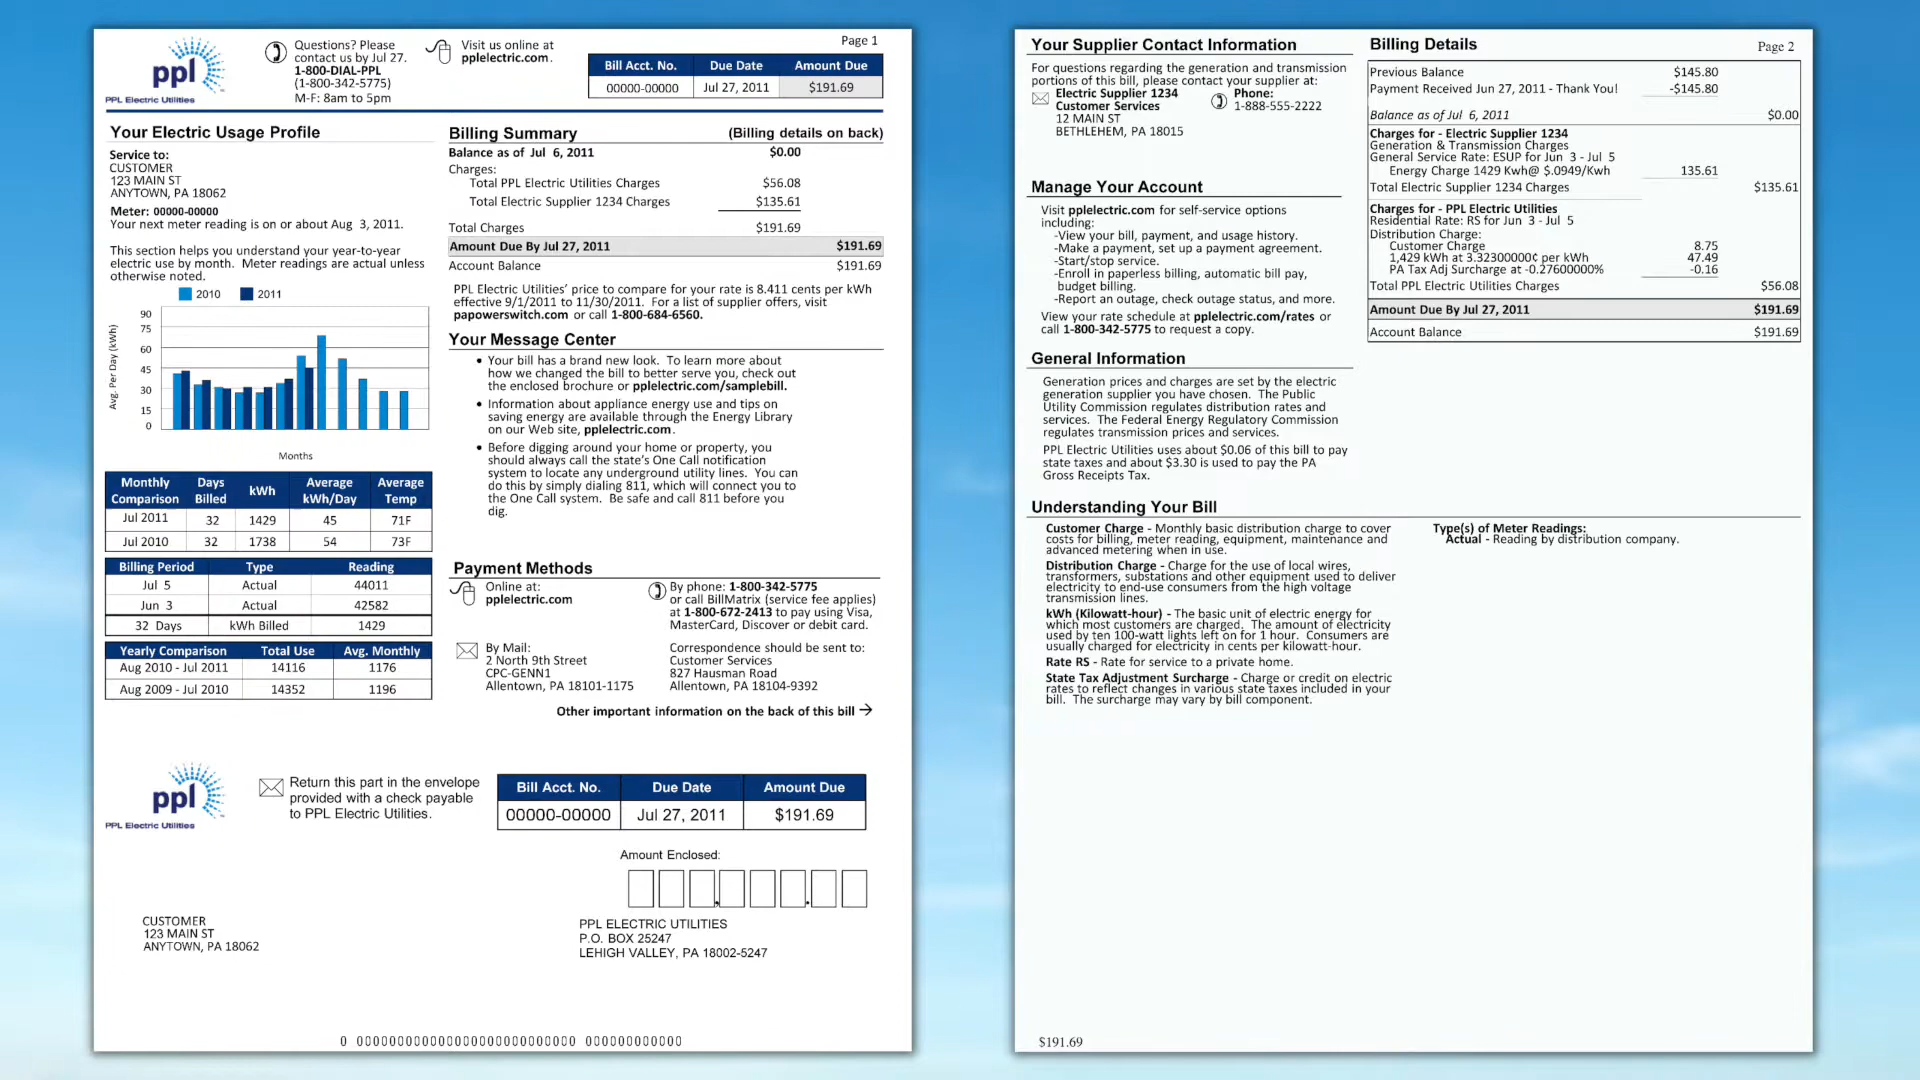 Page 1
ppl
PPL Electric Utilities
Questions? Please
contact us by Jul 27.
1-800-DIAL-PPL
(1-800-342-5775)
M-F: 8am to 5pm
Visit us online at
pplelectric.com.
Bill Acct. No. Due Date Amount Due
00000-00000 Jul 27, 2011 $191.69
Your Electric Usage Profile
Service to:
CUSTOMER
123 MAIN ST
ANYTOWN, PA 18062
Meter: 00000-00000
Your next meter reading is on or about Aug 3, 2011.
This section helps you understand your year-to-year
electric use by month. Meter readings are actual unless
otherwise noted.
2010 2011
Avg. Per Day (kWh)
90
75
60
45
30
15
0
Months
Monthly Comparison Days Billed kWh Average kWh/Day Average Temp
Jul 2011 32 1429 45 71F
Jul 2010 32 1738 54 73F
Billing Period Type Reading
Jul 5 Actual 44011
Jun 3 Actual 42582
32 Days kWh Billed 1429
Yearly Comparison Total Use Avg. Monthly
Aug 2010 - Jul 2011 14116 1176
Aug 2009 - Jul 2010 14352 1196
Billing Summary (Billing details on back)
Balance as of Jul 6, 2011 $0.00
Charges:
Total PPL Electric Utilities Charges $56.08
Total Electric Supplier 1234 Charges $135.61
Total Charges $191.69
Amount Due By Jul 27, 2011 $191.69
Account Balance $191.69
PPL Electric Utilities' price to compare for your rate is 8.411 cents per kWh
effective 9/1/2011 to 11/30/2011. For a list of supplier offers, visit
papowerswitch.com or call 1-800-684-6560.
Your Message Center
• Your bill has a brand new look. To learn more about
how we changed the bill to better serve you, check out
the enclosed brochure or pplelectric.com/samplebill.
• Information about appliance energy use and tips on
saving energy are available through the Energy Library
on our Web site, pplelectric.com.
• Before digging around your home or property, you
should always call the state's One Call notification
system to locate any underground utility lines. You can
do this by simply dialing 811, which will connect you to
the One Call system. Be safe and call 811 before you
dig.
Payment Methods
Online at:
pplelectric.com
By phone: 1-800-342-5775
or call BillMatrix (service fee applies)
at 1-800-672-2413 to pay using Visa,
MasterCard, Discover or debit card.
By Mail:
2 North 9th Street
CPC-GENN1
Allentown, PA 18101-1175
Correspondence should be sent to:
Customer Services
827 Hausman Road
Allentown, PA 18104-9392
Other important information on the back of this bill →
ppl
PPL Electric Utilities
Return this part in the envelope
provided with a check payable
to PPL Electric Utilities.
Bill Acct. No. Due Date Amount Due
00000-00000 Jul 27, 2011 $191.69
Amount Enclosed:
CUSTOMER
123 MAIN ST
ANYTOWN, PA 18062
PPL ELECTRIC UTILITIES
P.O. BOX 25247
LEHIGH VALLEY, PA 18002-5247
Page 2
Your Supplier Contact Information
For questions regarding the generation and transmission
portions of this bill, please contact your supplier at:
Electric Supplier 1234
Customer Services
12 MAIN ST
BETHLEHEM, PA 18015
Phone:
1-888-555-2222
Manage Your Account
Visit pplelectric.com for self-service options
including:
-View your bill, payment, and usage history.
-Make a payment, set up a payment agreement.
-Start/stop service.
-Enroll in paperless billing, automatic bill pay,
budget billing.
-Report an outage, check outage status, and more.
View your rate schedule at pplelectric.com/rates or
call 1-800-342-5775 to request a copy.
General Information
Generation prices and charges are set by the electric
generation supplier you have chosen. The Public
Utility Commission regulates distribution rates and
services. The Federal Energy Regulatory Commission
regulates transmission prices and services.
PPL Electric Utilities uses about $0.06 of this bill to pay
state taxes and about $3.30 is used to pay the PA
Gross Receipts Tax.
Billing Details
Previous Balance $145.80
Payment Received Jun 27, 2011 - Thank You! -$145.80
Balance as of Jul 6, 2011 $0.00
Charges for - Electric Supplier 1234
Generation & Transmission Charges
General Service Rate: ESUP for Jun 3 - Jul 5
Energy Charge 1429 Kwh@ $.0949/Kwh 135.61
Total Electric Supplier 1234 Charges $135.61
Charges for - PPL Electric Utilities
Residential Rate: RS for Jun 3 - Jul 5
Distribution Charge:
Customer Charge 8.75
1,429 kWh at 3.32300000¢ per kWh 47.49
PA Tax Adj Surcharge at -0.27600000% -0.16
Total PPL Electric Utilities Charges $56.08
Amount Due By Jul 27, 2011 $191.69
Account Balance $191.69
Understanding Your Bill
Customer Charge - Monthly basic distribution charge to cover
costs for billing, meter reading, equipment, maintenance and
advanced metering when in use.
Distribution Charge - Charge for the use of local wires,
transformers, substations and other equipment used to deliver
electricity to end-use consumers from the high voltage
transmission lines.
kWh (Kilowatt-hour) - The basic unit of electric energy for
which most customers are charged. The amount of electricity
used by ten 100-watt lights left on for 1 hour. Consumers are
usually charged for electricity in cents per kilowatt-hour.
Rate RS - Rate for service to a private home.
State Tax Adjustment Surcharge - Charge or credit on electric
rates to reflect changes in various state taxes included in your
bill. The surcharge may vary by bill component.
Type(s) of Meter Readings:
Actual - Reading by distribution company.
$191.69